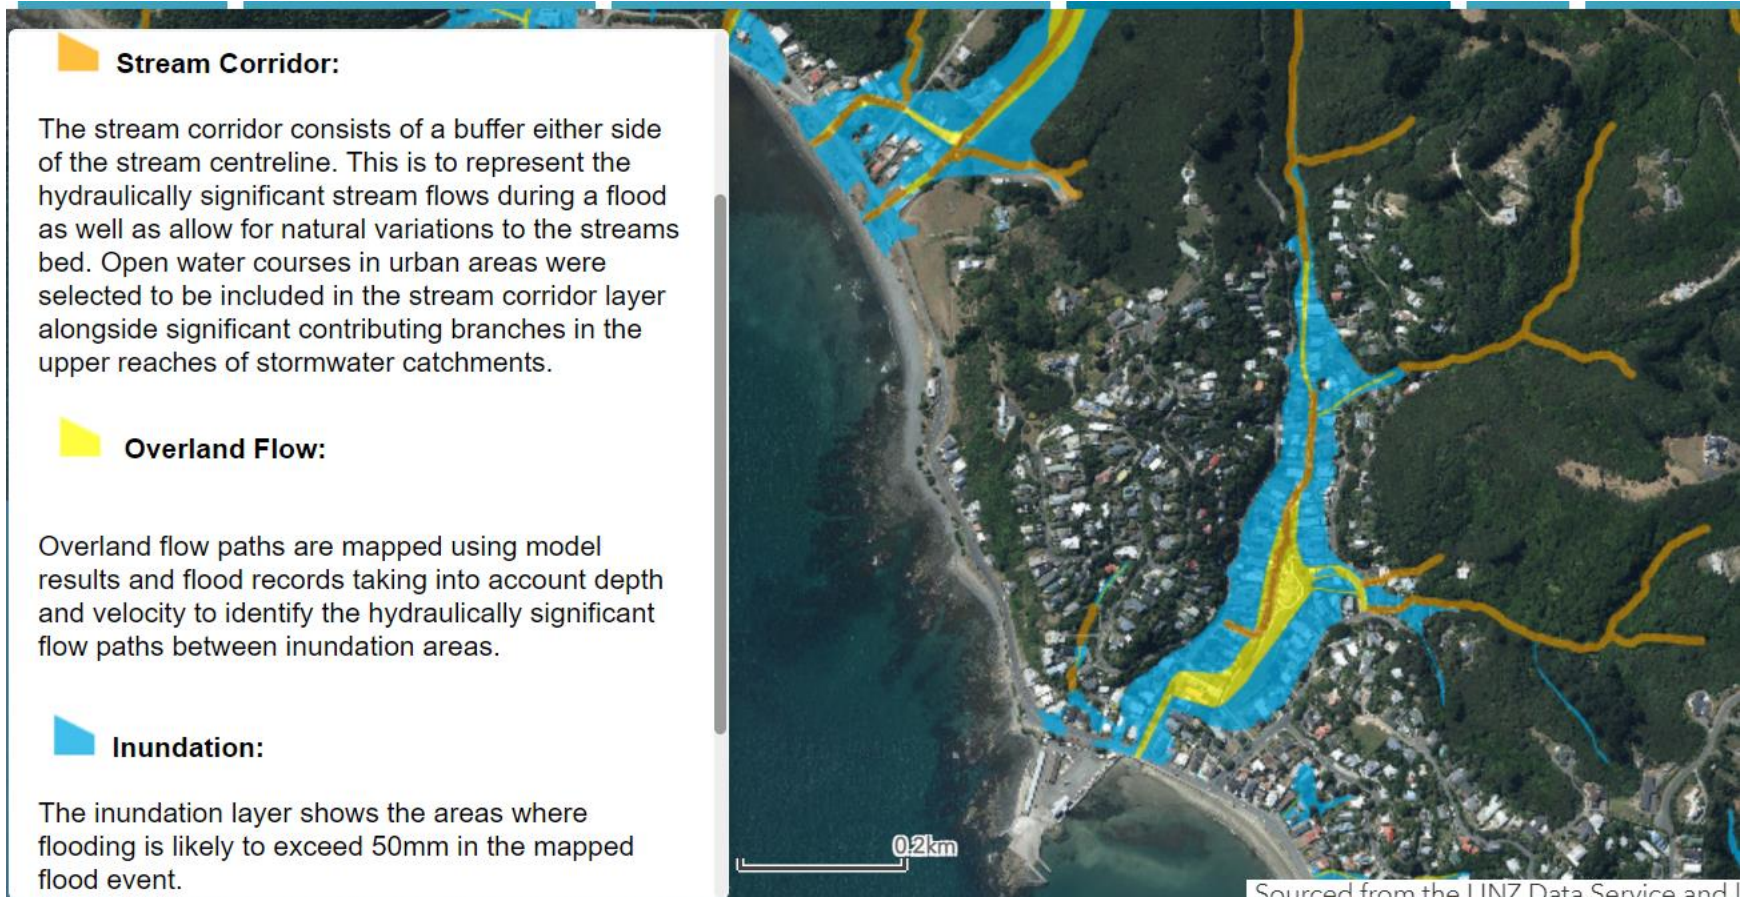 Stream Corridor:
The stream corridor consists of a buffer either side
of the stream centreline. This is to represent the
hydraulically significant stream flows during a flood
as well as allow for natural variations to the streams
bed. Open water courses in urban areas were
selected to be included in the stream corridor layer
alongside significant contributing branches in the
upper reaches of stormwater catchments.
Overland Flow:
Overland flow paths are mapped using model
results and flood records taking into account depth
and velocity to identify the hydraulically significant
flow paths between inundation areas.
Inundation:
The inundation layer shows the areas where
flooding is likely to exceed 50mm in the mapped
flood event.
0.2km
Sourced from the LINZ Data Service and